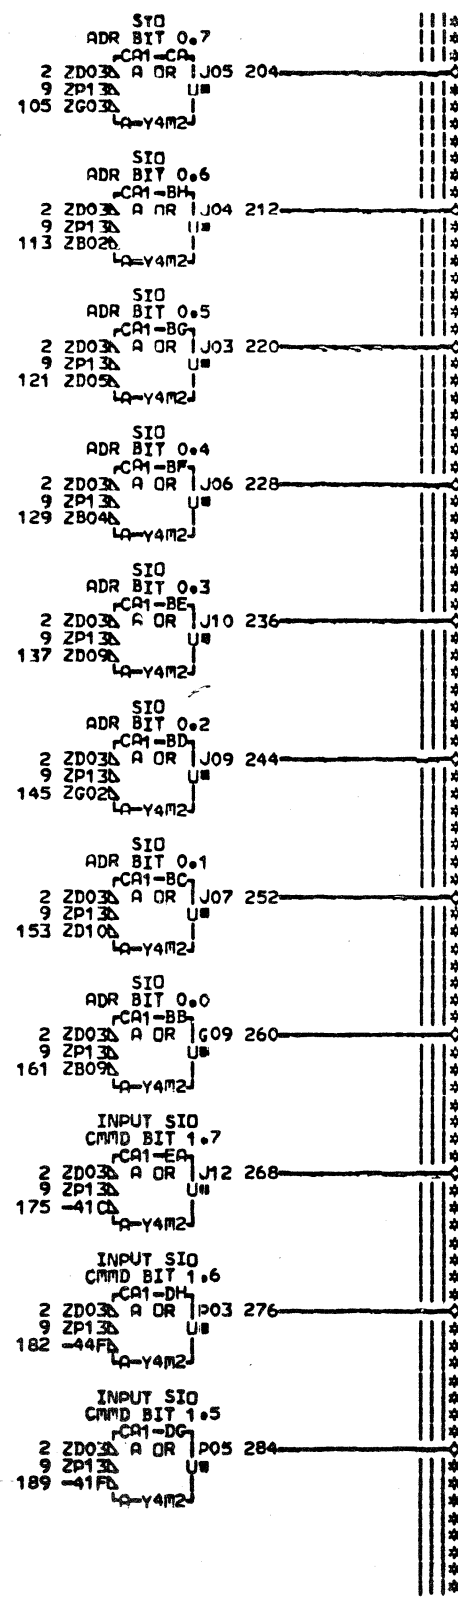 SIO
ADR BIT 0.7
CA1-CA
2 ZD03 A OR J05 204
9 ZP13 U
105 ZG03
A-Y4M2
SIO
ADR BIT 0.6
CA1-BH
2 ZD03 A OR J04 212
9 ZP13 U
113 ZB02
A-Y4M2
SIO
ADR BIT 0.5
CA1-BG
2 ZD03 A OR J03 220
9 ZP13 U
121 ZD05
A-Y4M2
SIO
ADR BIT 0.4
CA1-BF
2 ZD03 A OR J06 228
9 ZP13 U
129 ZB04
A-Y4M2
SIO
ADR BIT 0.3
CA1-BE
2 ZD03 A OR J10 236
9 ZP13 U
137 ZD09
A-Y4M2
SIO
ADR BIT 0.2
CA1-BD
2 ZD03 A OR J09 244
9 ZP13 U
145 ZG02
A-Y4M2
SIO
ADR BIT 0.1
CA1-BC
2 ZD03 A OR J07 252
9 ZP13 U
153 ZD10
A-Y4M2
SIO
ADR BIT 0.0
CA1-BB
2 ZD03 A OR G09 260
9 ZP13 U
161 ZB09
A-Y4M2
INPUT SIO
CMMD BIT 1.7
CA1-EA
2 ZD03 A OR J12 268
9 ZP13 U
175 -41C
A-Y4M2
INPUT SIO
CMMD BIT 1.6
CA1-DH
2 ZD03 A OR P03 276
9 ZP13 U
182 -44F
A-Y4M2
INPUT SIO
CMMD BIT 1.5
CA1-DG
2 ZD03 A OR P05 284
9 ZP13 U
189 -41F
A-Y4M2